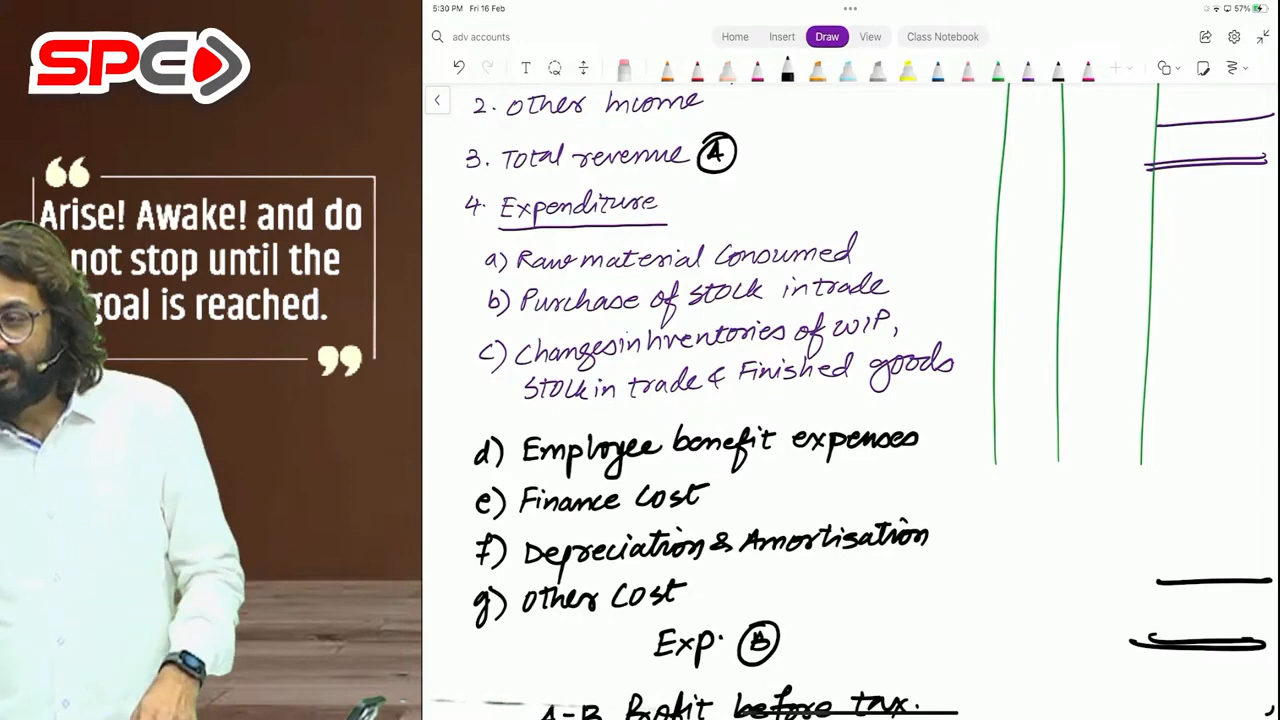 5:30 PM Fri 16 Feb
57%
adv accounts
Home Insert Draw View Class Notebook
SPE
Arise! Awake! and do
not stop until the
goal is reached.
2. Other Income
3. Total revenue A
4. Expenditure
a) Raw material Consumed
b) Purchase of Stock in trade
c) Changes in Inventories of WIP,
Stock in trade & Finished goods
d) Employee benefit expenses
e) Finance Cost
f) Depreciation & Amortisation
g) Other Cost
Exp. B
A-B Profit before tax.